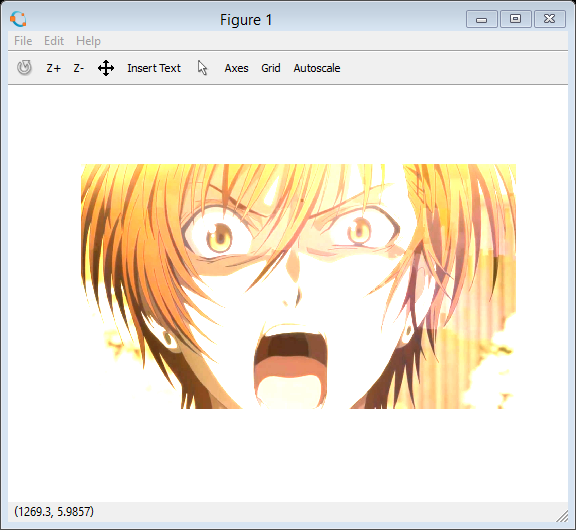 Figure 1
File Edit Help
Z+ Z- Insert Text Axes Grid Autoscale
(1269.3, 5.9857)